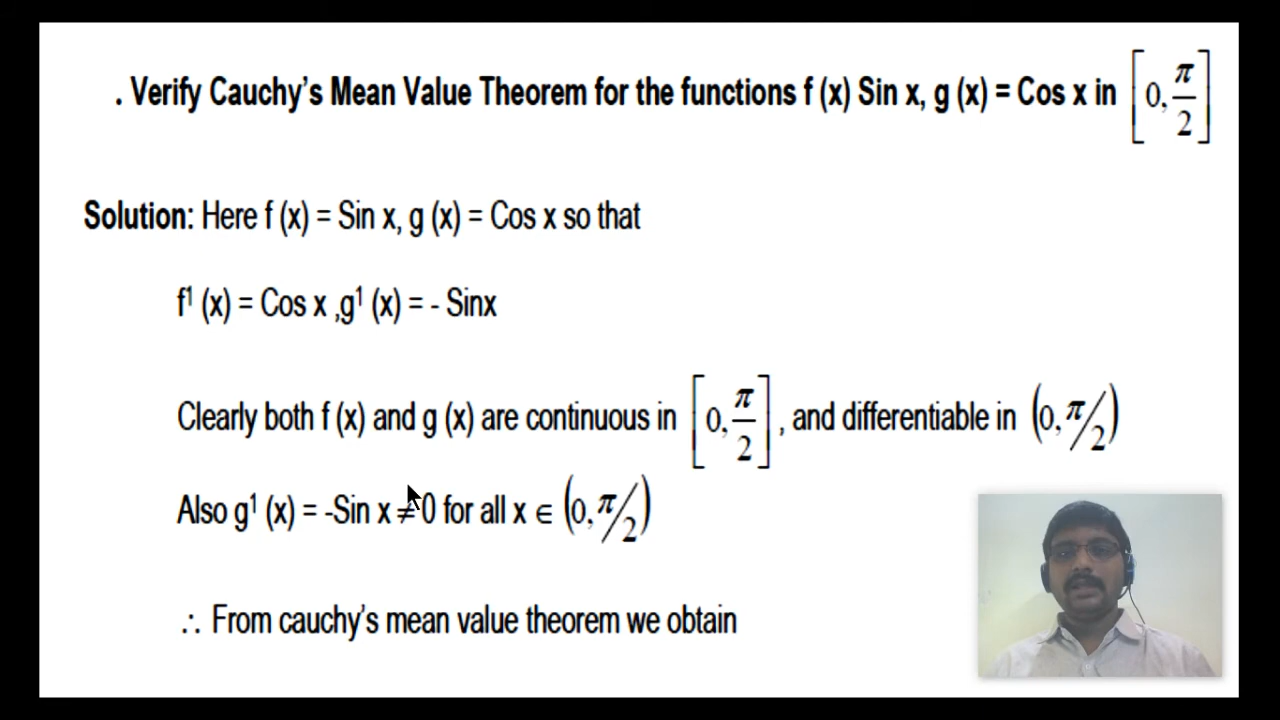 . Verify Cauchy's Mean Value Theorem for the functions f (x) Sin x, g (x) = Cos x in [0, π/2]
Solution: Here f (x) = Sin x, g (x) = Cos x so that
f¹ (x) = Cos x ,g¹ (x) = - Sinx
Clearly both f (x) and g (x) are continuous in [0, π/2] , and differentiable in (0, π/2)
Also g¹ (x) = -Sin x ≠ 0 for all x ∈ (0, π/2)
∴ From cauchy's mean value theorem we obtain